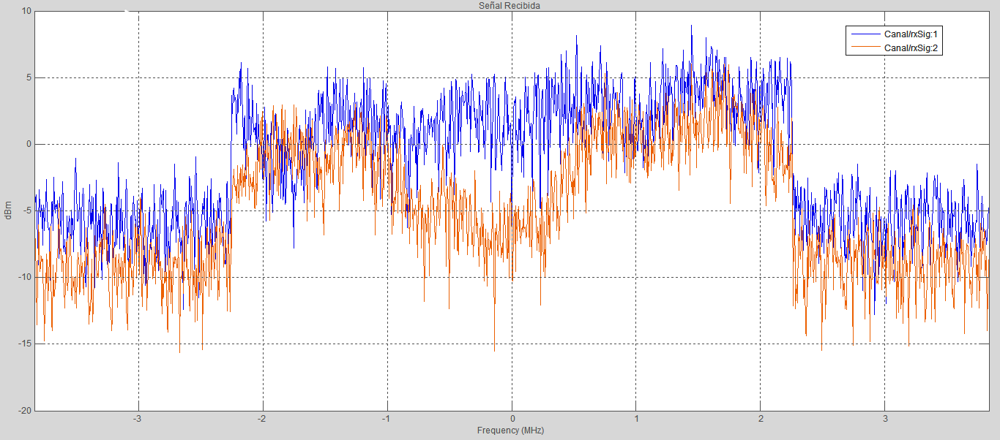 Señal Recibida
10
5
0
-5
-10
-15
-20
dBm
Canal/rxSig:1
Canal/rxSig:2
-3 -2 -1 0 1 2 3
Frequency (MHz)